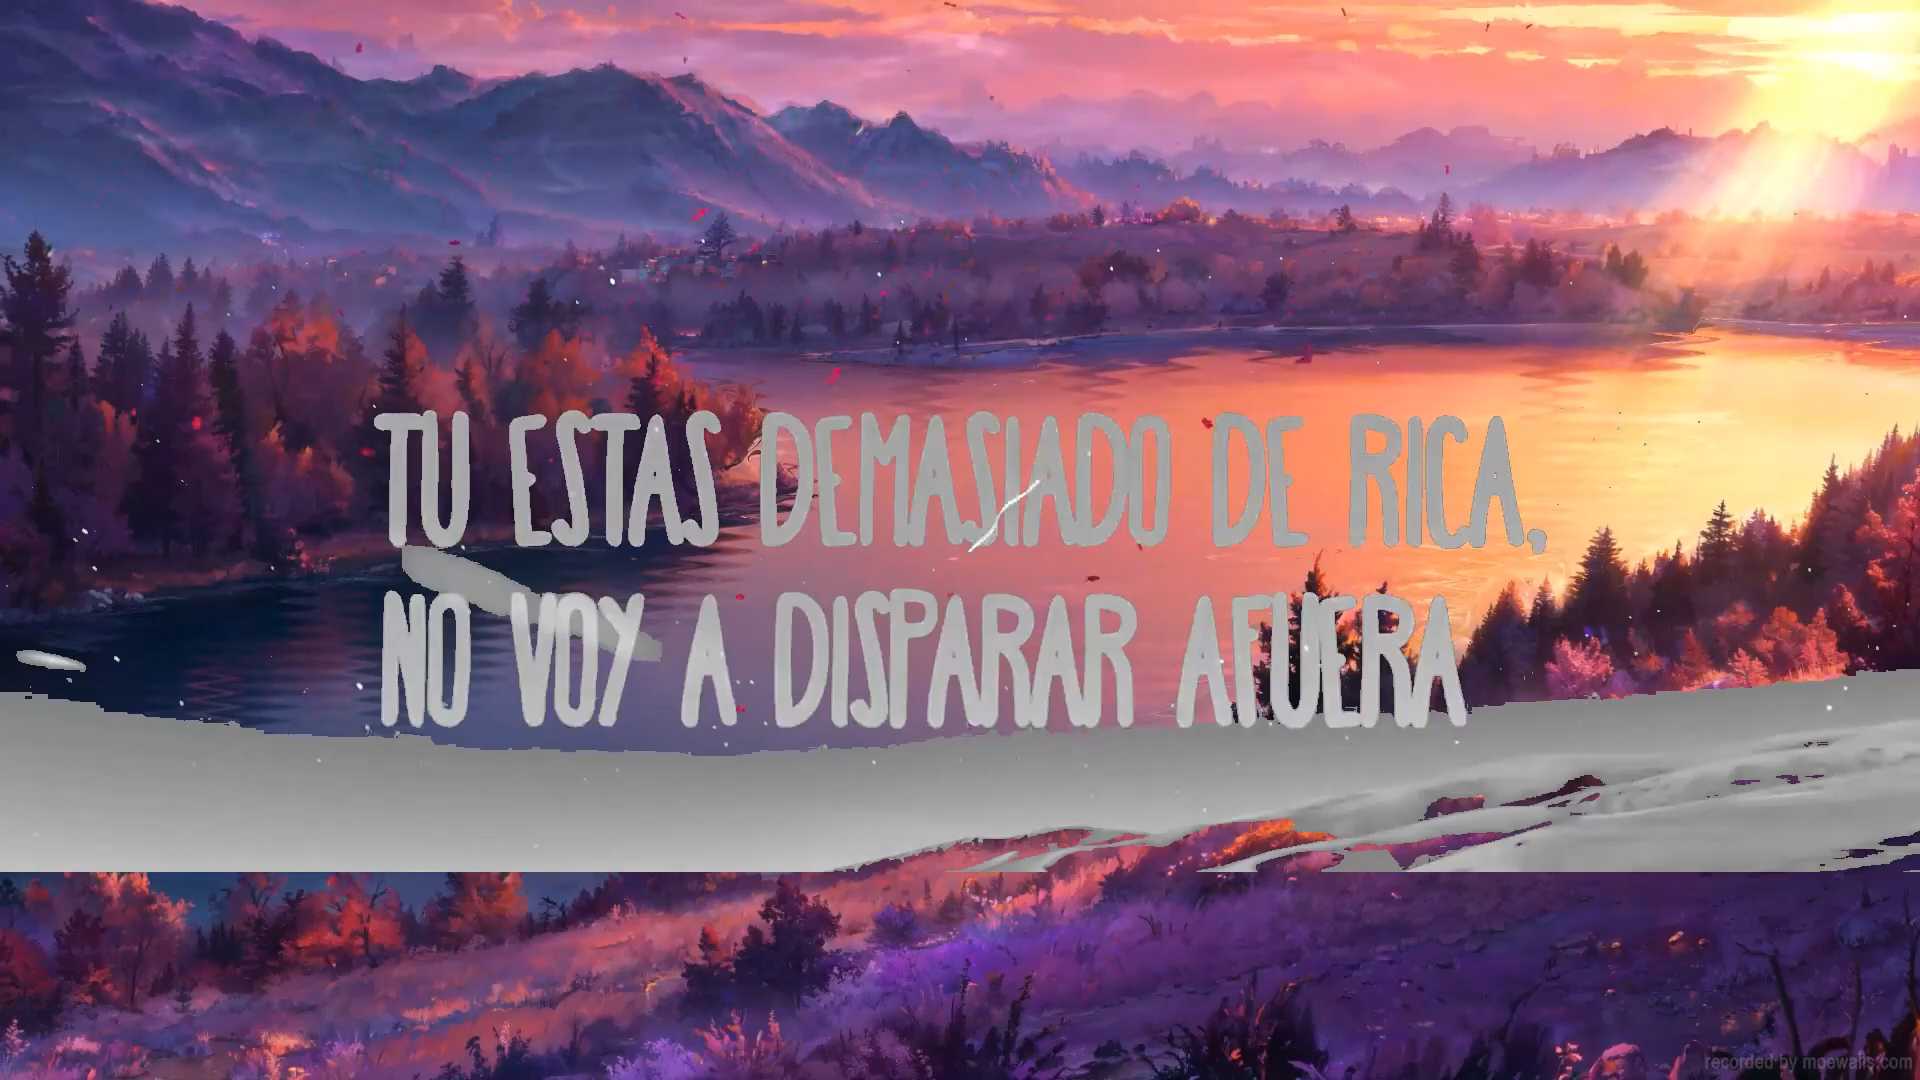 TU ESTAS DEMASIADO DE RICA,
NO VOY A DISPARAR AFUERA
recorded by moewalls.com